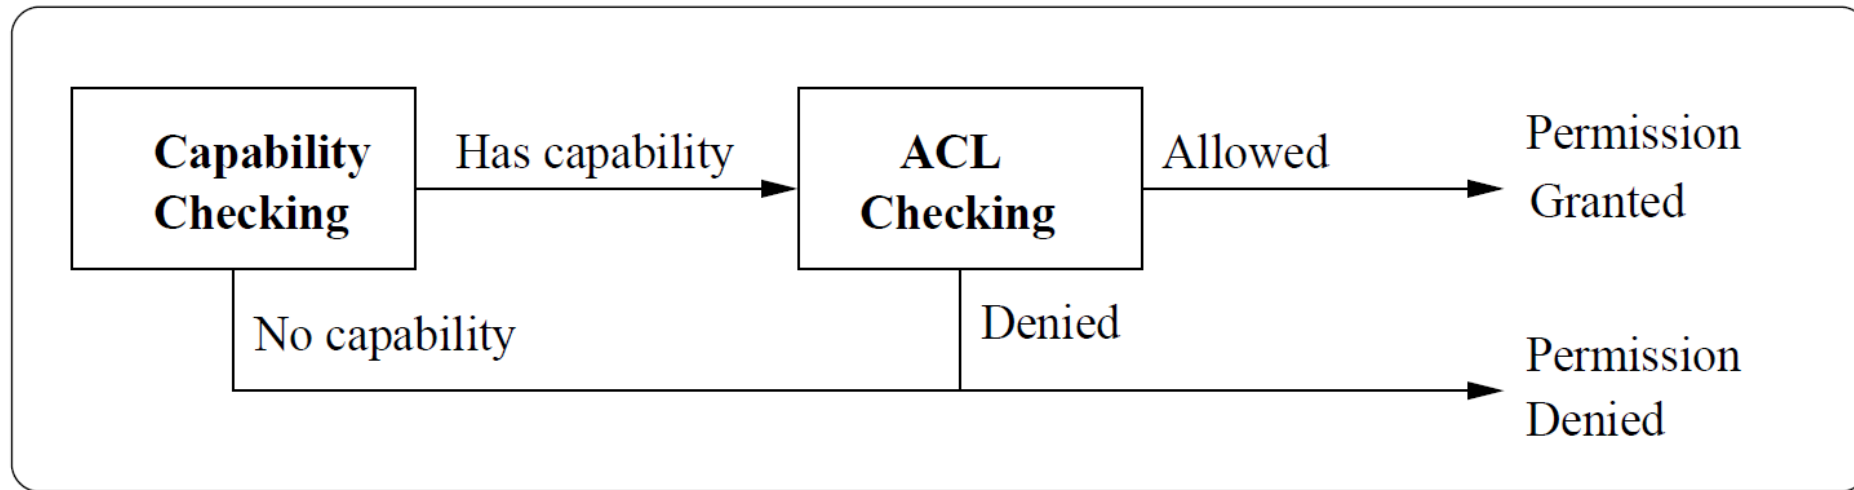 Capability
Checking
Has capability
ACL
Checking
Allowed
Permission
Granted
No capability
Denied
Permission
Denied